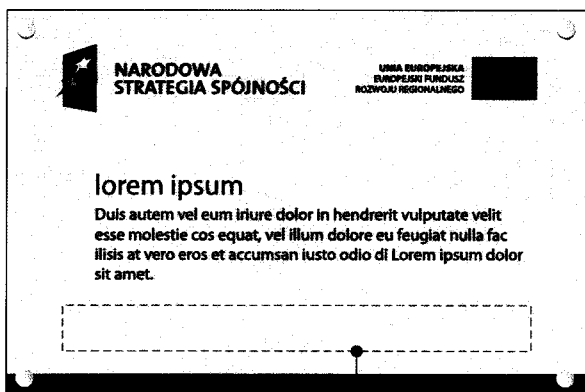 NARODOWA
STRATEGIA SPÓJNOŚCI
UNIA EUROPEJSKA
EUROPEJSKI FUNDUSZ
ROZWOJU REGIONALNEGO
lorem ipsum
Duis autem vel eum iriure dolor in hendrerit vulputate velit
esse molestie cos equat, vel illum dolore eu feugiat nulla fac
ilisis at vero eros et accumsan iusto odio di Lorem ipsum dolor
sit amet.